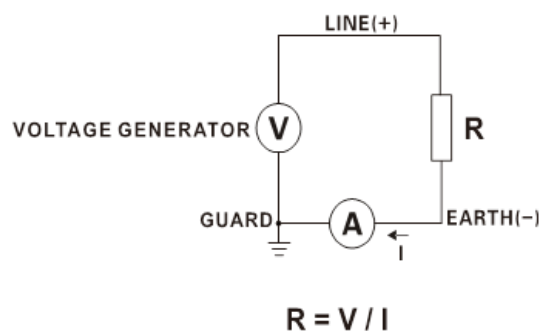 LINE(+)
VOLTAGE GENERATOR
V
R
GUARD
A
EARTH(−)
I
R = V / I